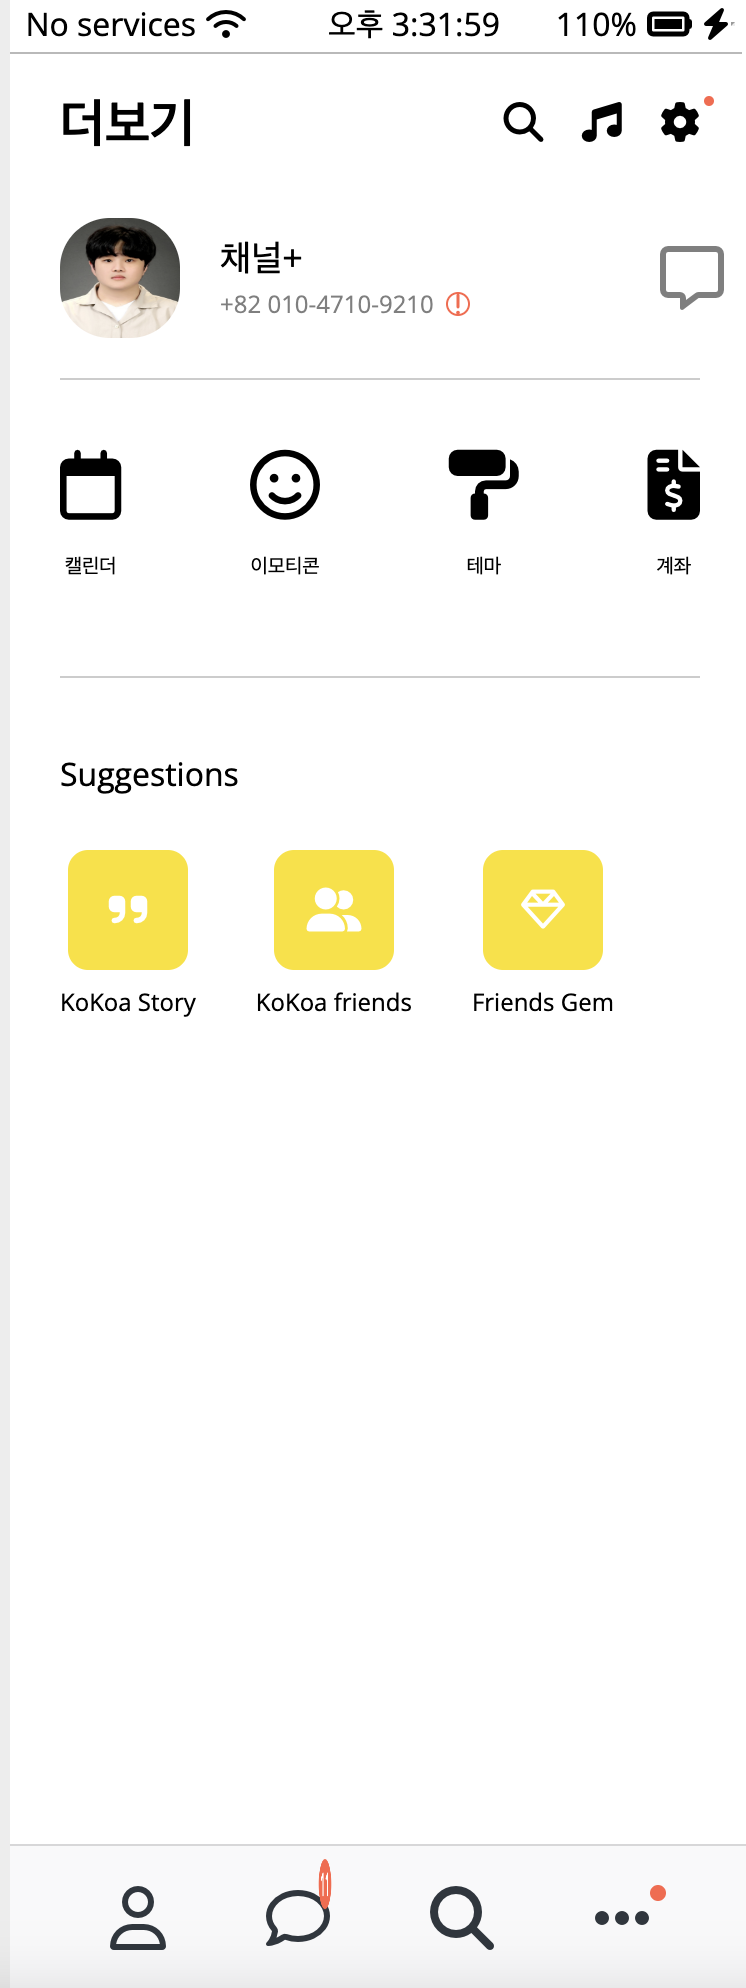 No services 오후 3:31:59 110%
더보기
채널+
+82 010-4710-9210
캘린더 이모티콘 테마 계좌
Suggestions
KoKoa Story KoKoa friends Friends Gem